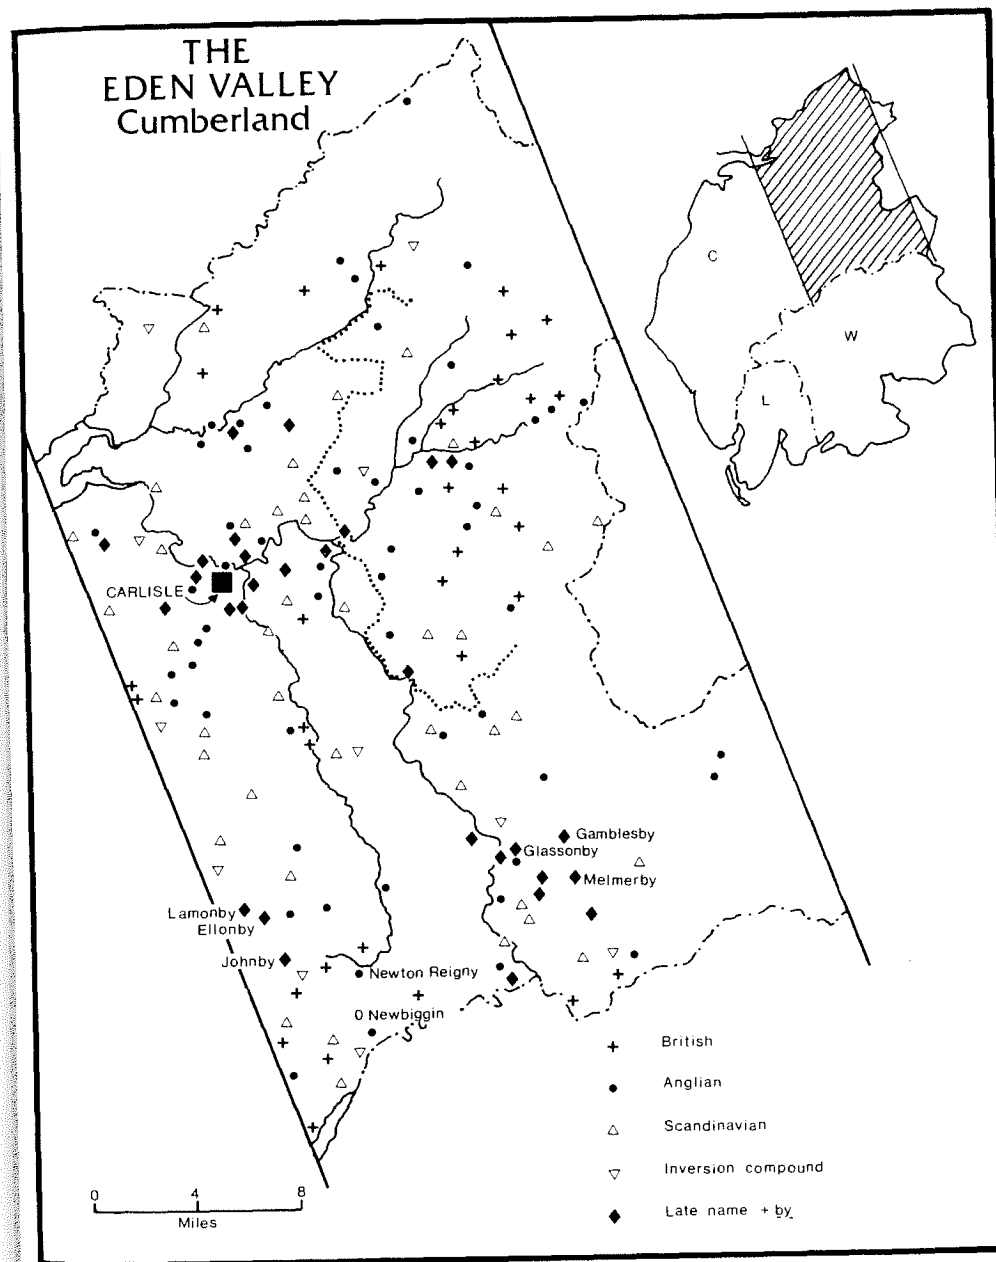 THE
EDEN VALLEY
Cumberland
C
W
L
CARLISLE
Gamblesby
Glassonby
Melmerby
Lamonby
Ellonby
Johnby
Newton Reigny
0 Newbiggin
British
Anglian
Scandinavian
Inversion compound
Late name + by
0 4 8
Miles